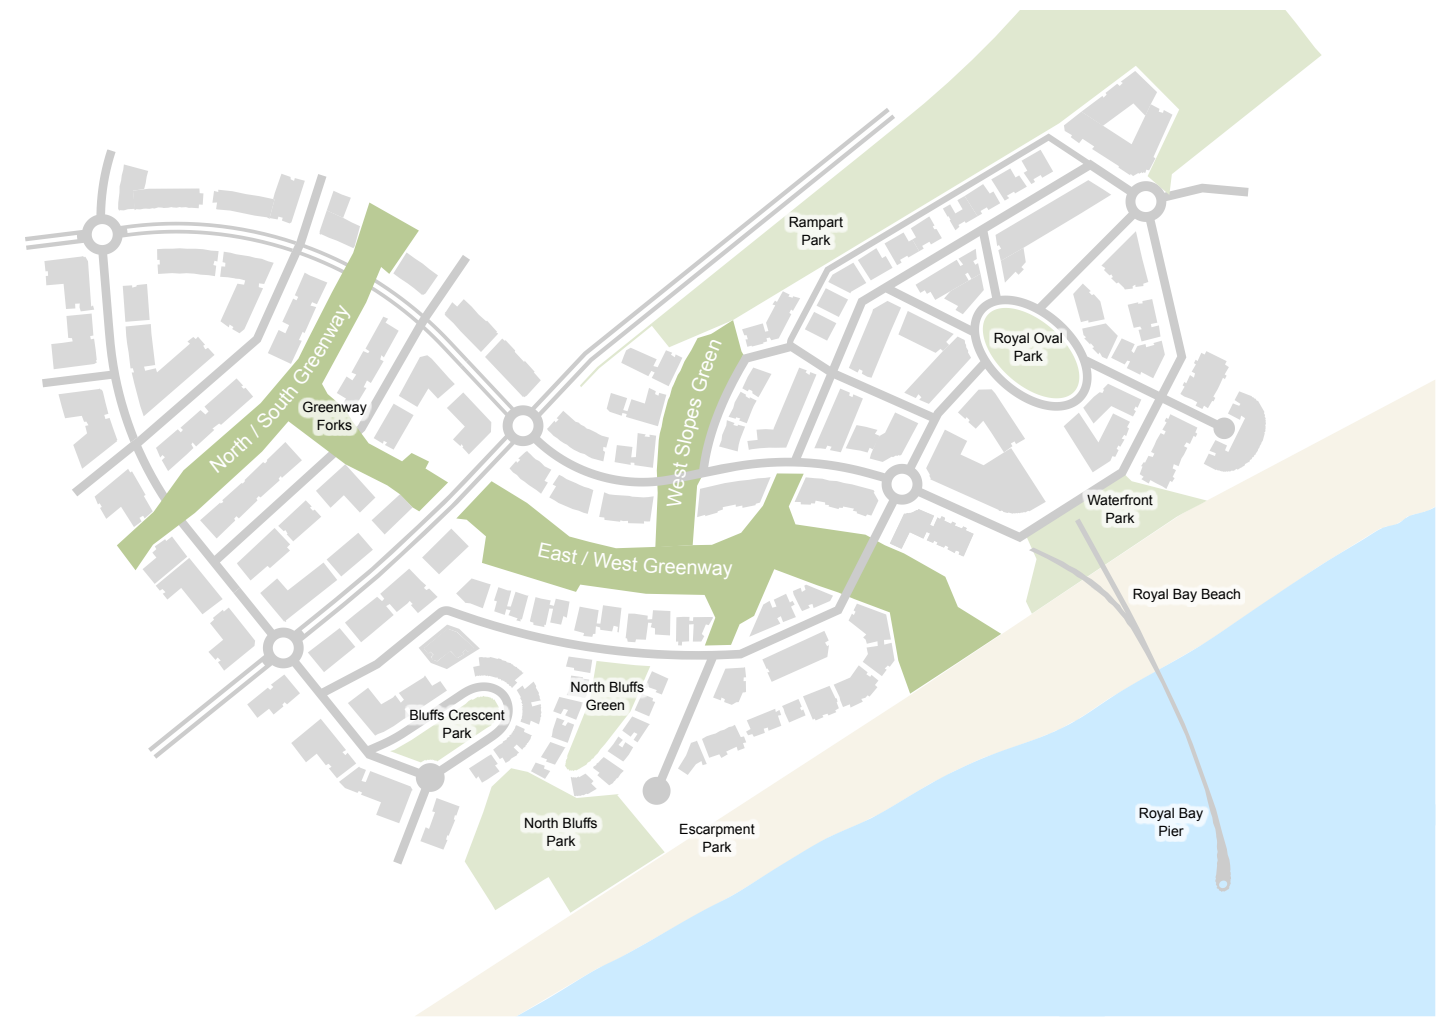 Rampart
Park
North / South Greenway
West Slopes Green
Royal Oval
Park
Greenway
Forks
Waterfront
Park
East / West Greenway
Royal Bay Beach
North Bluffs
Green
Bluffs Crescent
Park
North Bluffs
Park
Escarpment
Park
Royal Bay
Pier